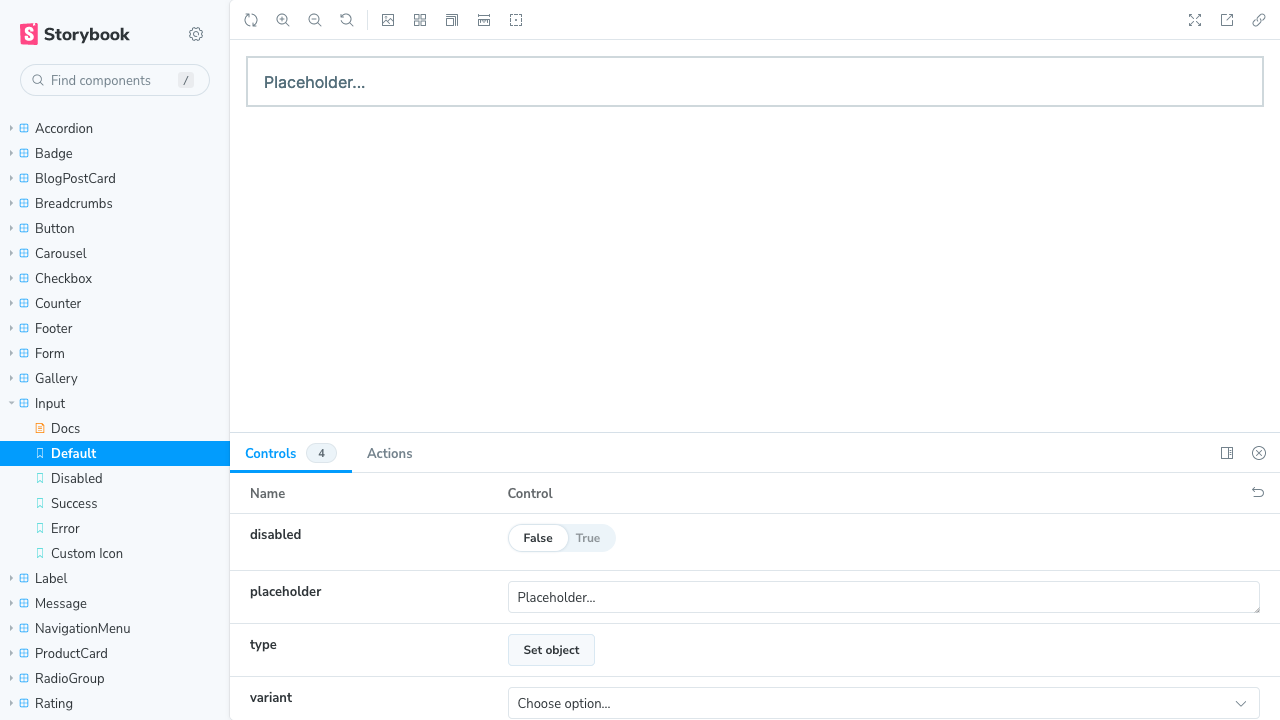 Storybook
Find components /
Accordion
Badge
BlogPostCard
Breadcrumbs
Button
Carousel
Checkbox
Counter
Footer
Form
Gallery
Input
Docs
Default
Disabled
Success
Error
Custom Icon
Label
Message
NavigationMenu
ProductCard
RadioGroup
Rating
Placeholder...
Controls 4 Actions
Name Control
disabled False True
placeholder Placeholder...
type Set object
variant Choose option...